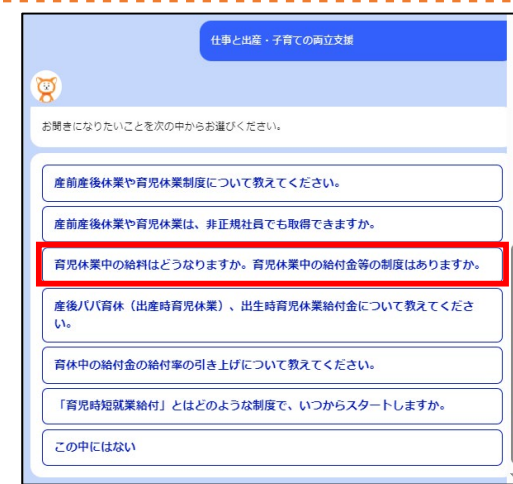 仕事と出産・子育ての両立支援
お聞きになりたいことを次の中からお選びください。
産前産後休業や育児休業制度について教えてください。
産前産後休業や育児休業は、非正規社員でも取得できますか。
育児休業中の給料はどうなりますか。育児休業中の給付金等の制度はありますか。
産後パパ育休（出産時育児休業）、出生時育児休業給付金について教えてくださ
い。
育休中の給付金の給付率の引き上げについて教えてください。
「育児時短就業給付」とはどのような制度で、いつからスタートしますか。
この中にはない